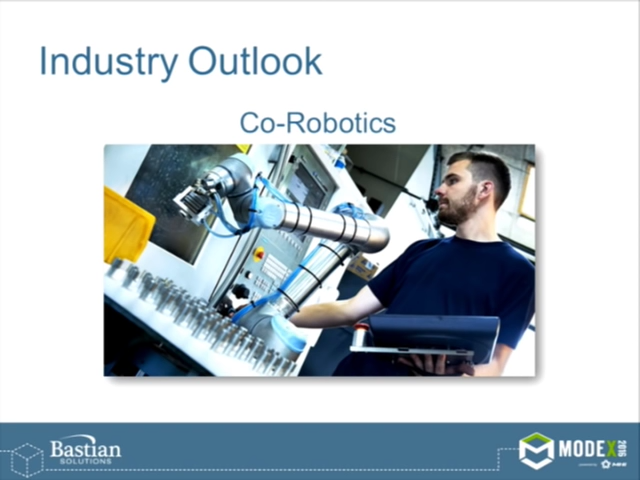 Industry Outlook
Co-Robotics
Bastian
SOLUTIONS
MODEX
2016